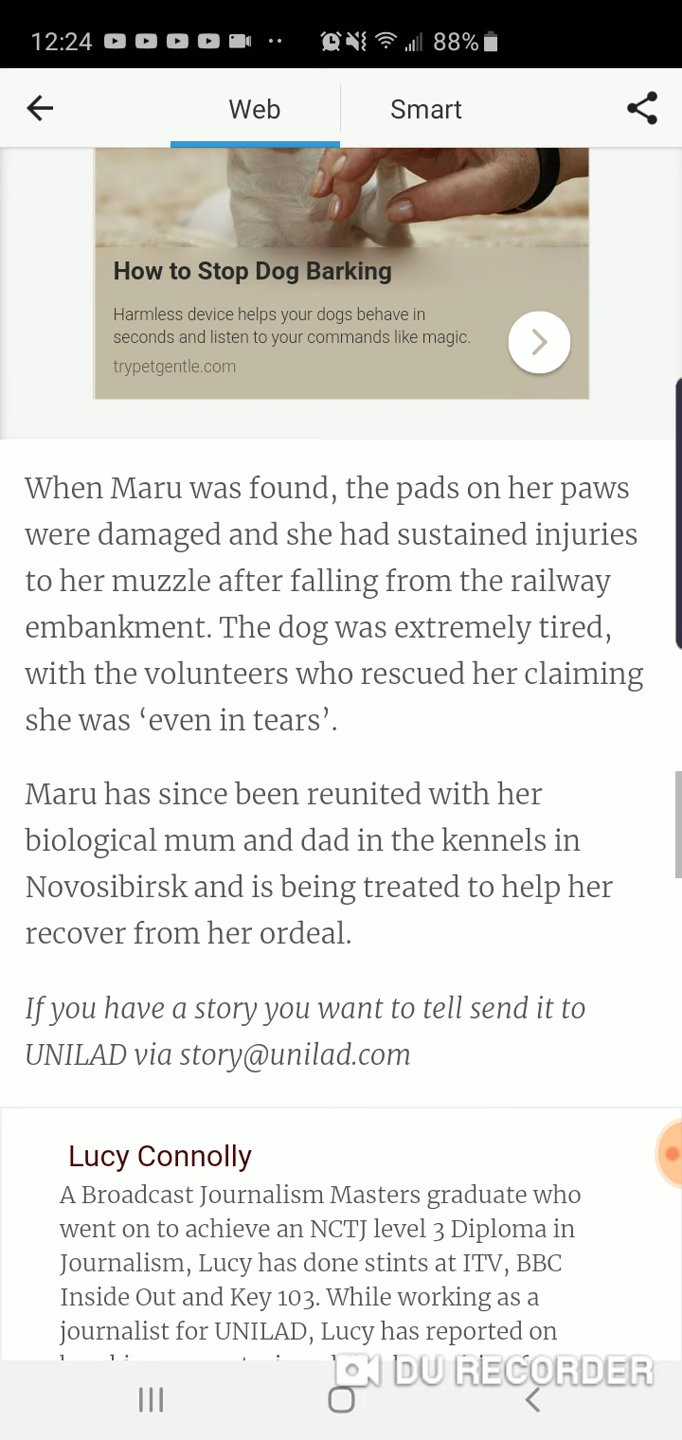 12:24
88%
Web
Smart
How to Stop Dog Barking
Harmless device helps your dogs behave in
seconds and listen to your commands like magic.
trypetgentle.com
When Maru was found, the pads on her paws
were damaged and she had sustained injuries
to her muzzle after falling from the railway
embankment. The dog was extremely tired,
with the volunteers who rescued her claiming
she was ‘even in tears’.
Maru has since been reunited with her
biological mum and dad in the kennels in
Novosibirsk and is being treated to help her
recover from her ordeal.
If you have a story you want to tell send it to
UNILAD via story@unilad.com
Lucy Connolly
A Broadcast Journalism Masters graduate who
went on to achieve an NCTJ level 3 Diploma in
Journalism, Lucy has done stints at ITV, BBC
Inside Out and Key 103. While working as a
journalist for UNILAD, Lucy has reported on
DU RECORDER